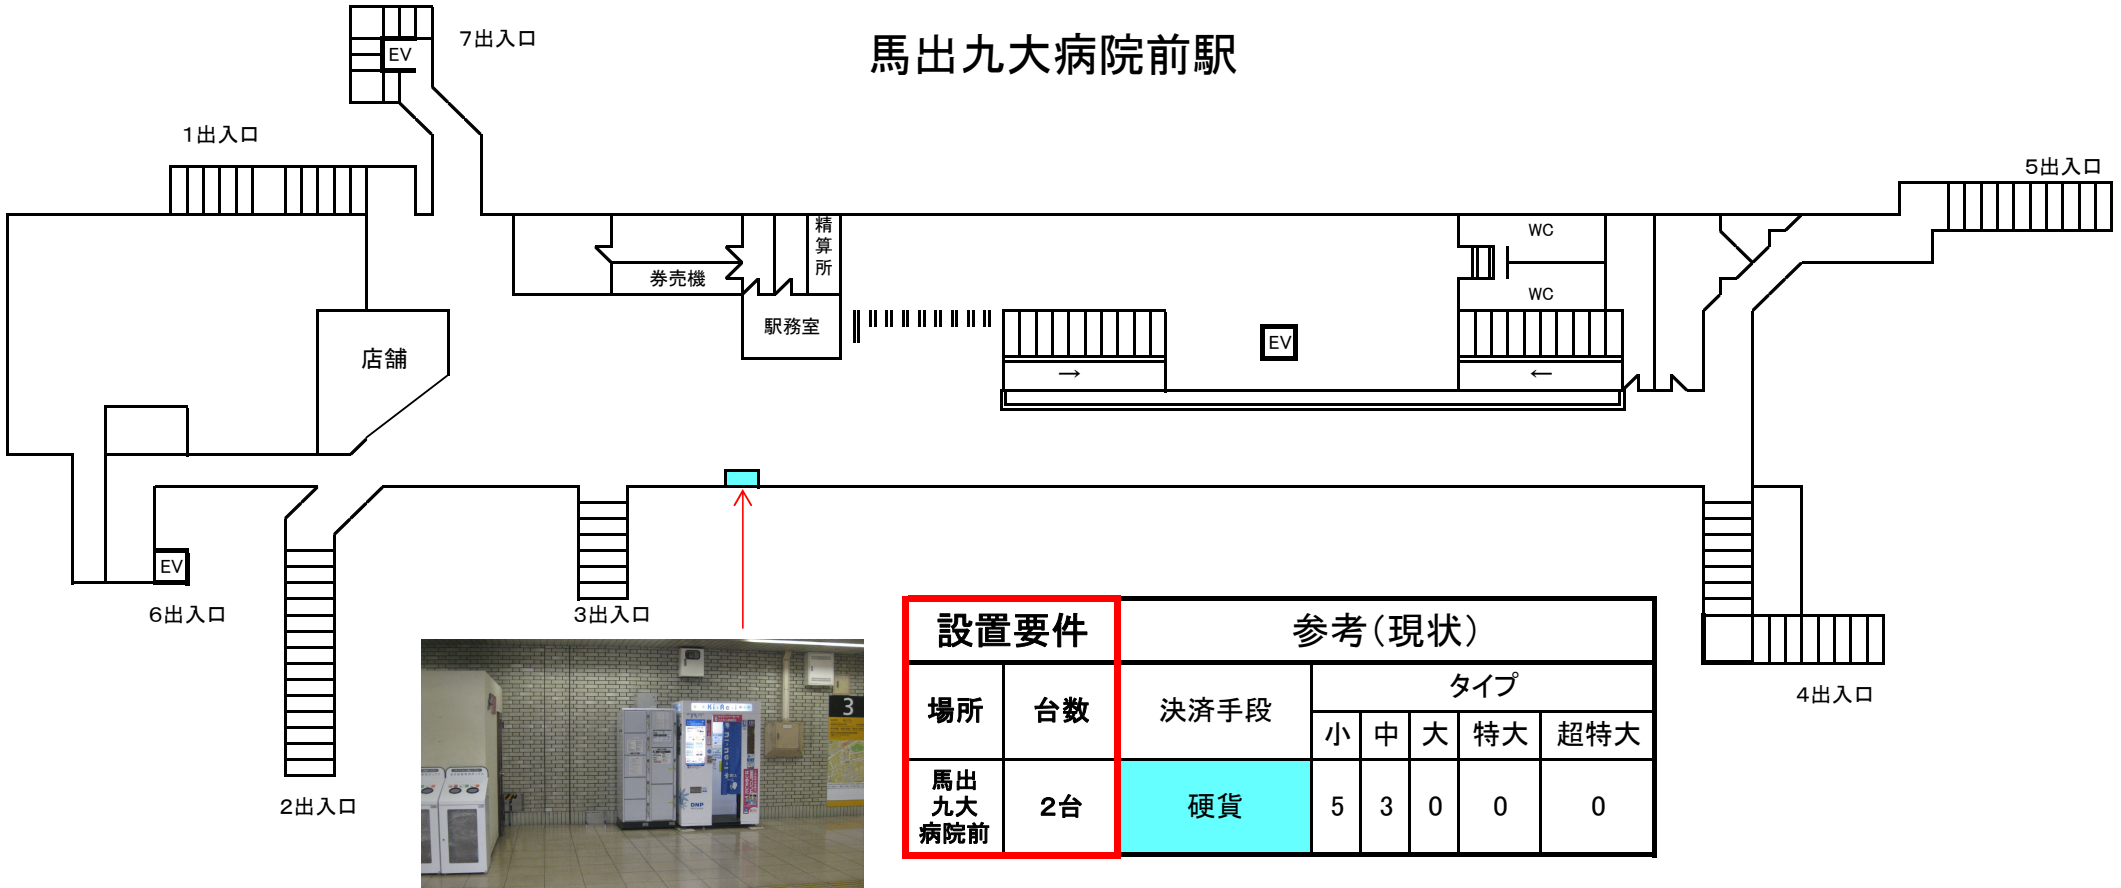 馬出九大病院前駅
7出入口
EV
1出入口
5出入口
精算所
券売機
駅務室
WC
WC
店舗
EV
→
←
EV
6出入口
3出入口
2出入口
4出入口
設置要件
参考(現状)
場所
台数
決済手段
タイプ
小
中
大
特大
超特大
馬出
九大
病院前
2台
硬貨
5
3
0
0
0
Ki-Re-i
DNP
3